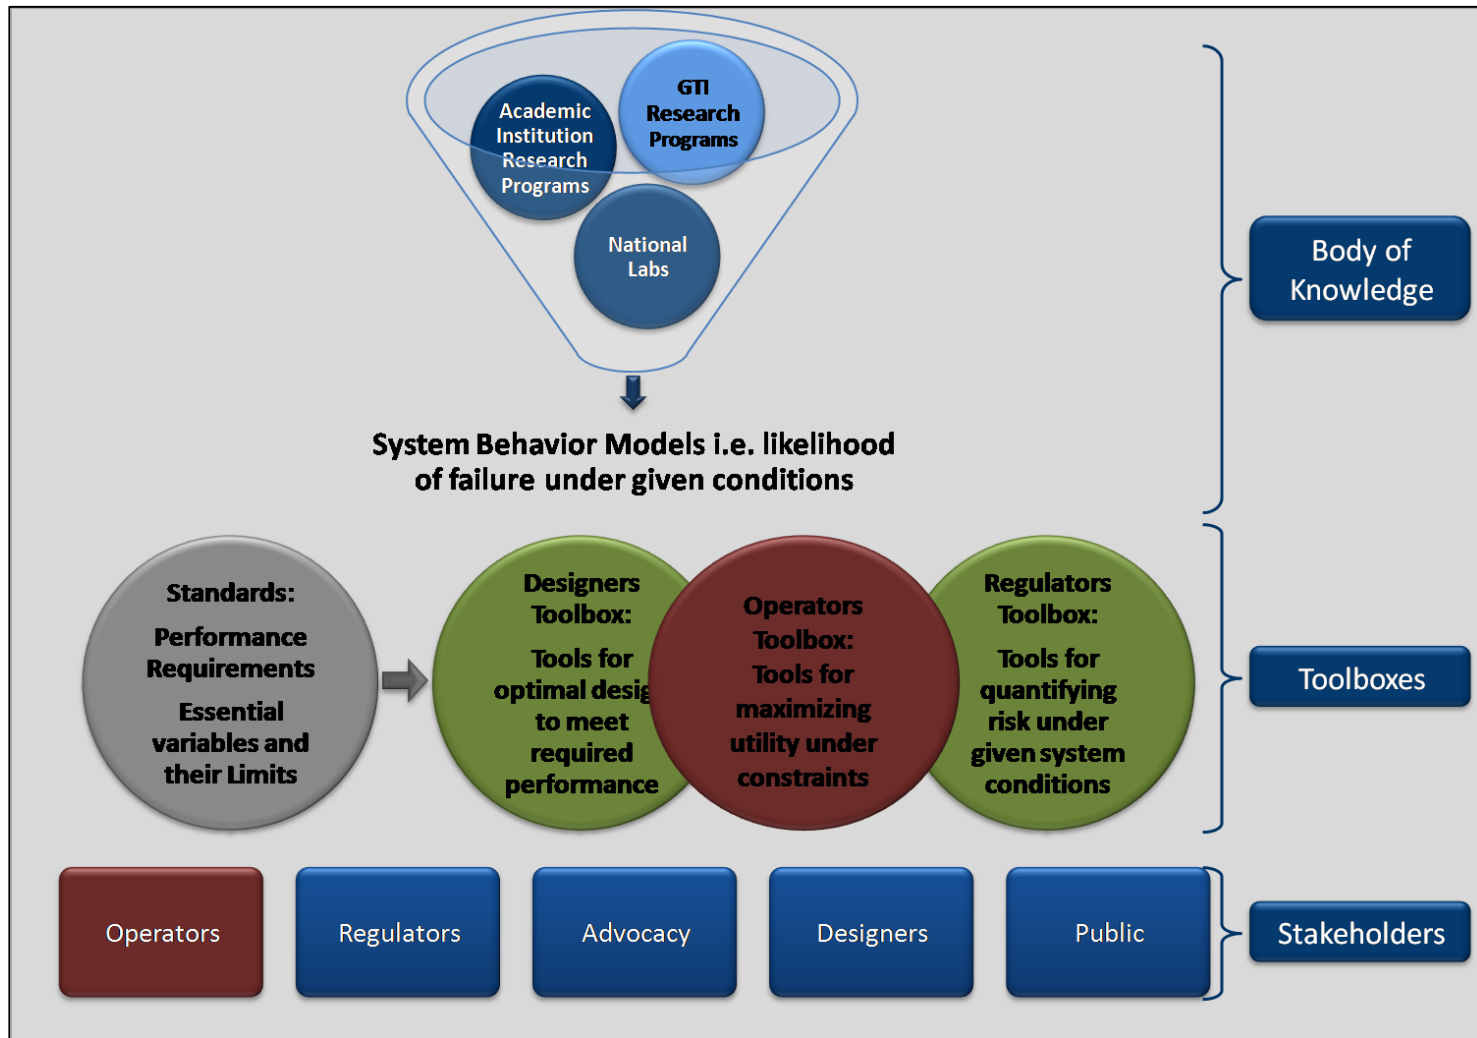 Academic
Institution
Research
Programs
GTI
Research
Programs
National
Labs
Body of
Knowledge
System Behavior Models i.e. likelihood
of failure under given conditions
Standards:
Performance
Requirements
Essential
variables and
their Limits
Designers
Toolbox:
Tools for
optimal desig
to meet
required
performance
Operators
Toolbox:
Tools for
maximizing
utility under
constraints
Regulators
Toolbox:
Tools for
quantifying
risk under
given system
conditions
Toolboxes
Operators
Regulators
Advocacy
Designers
Public
Stakeholders